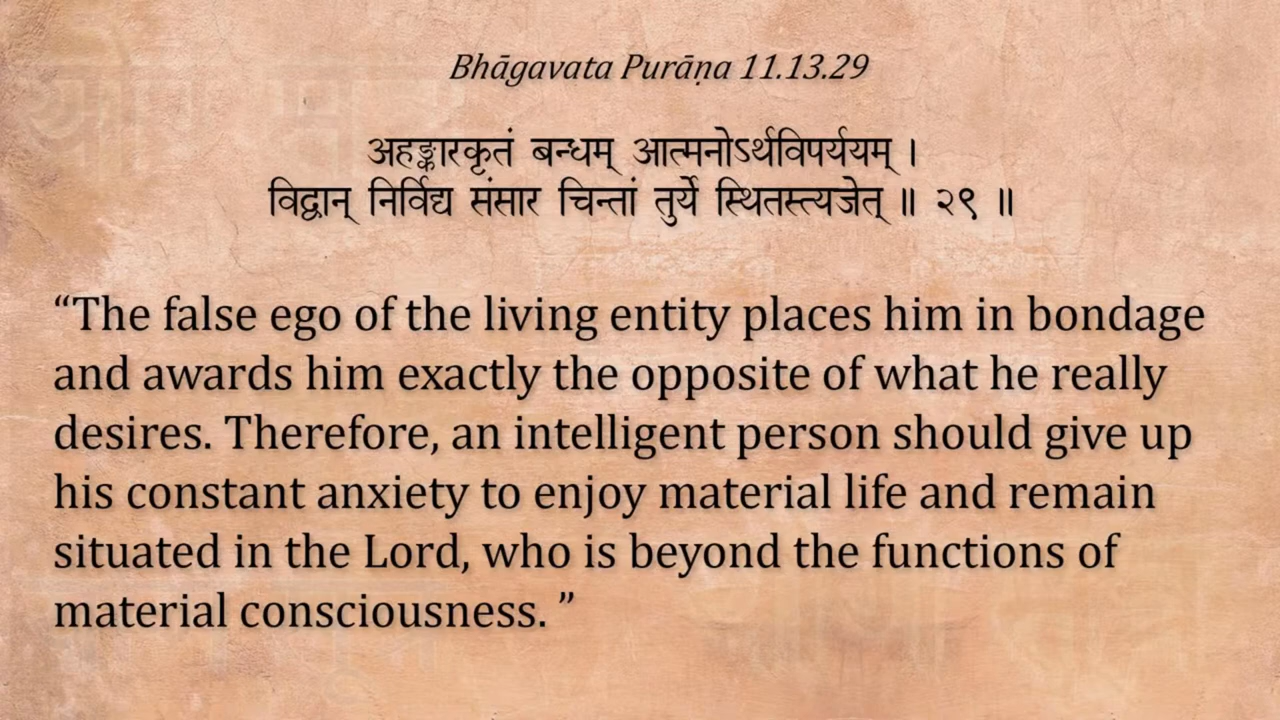 Bhāgavata Purāṇa 11.13.29
अहङ्कारकृतं बन्धम् आत्मनोऽर्थविपर्ययम् ।
विद्वान् निर्विद्य संसार चिन्तां तुर्ये स्थितस्त्यजेत् ॥ २९ ॥
“The false ego of the living entity places him in bondage
and awards him exactly the opposite of what he really
desires. Therefore, an intelligent person should give up
his constant anxiety to enjoy material life and remain
situated in the Lord, who is beyond the functions of
material consciousness. ”